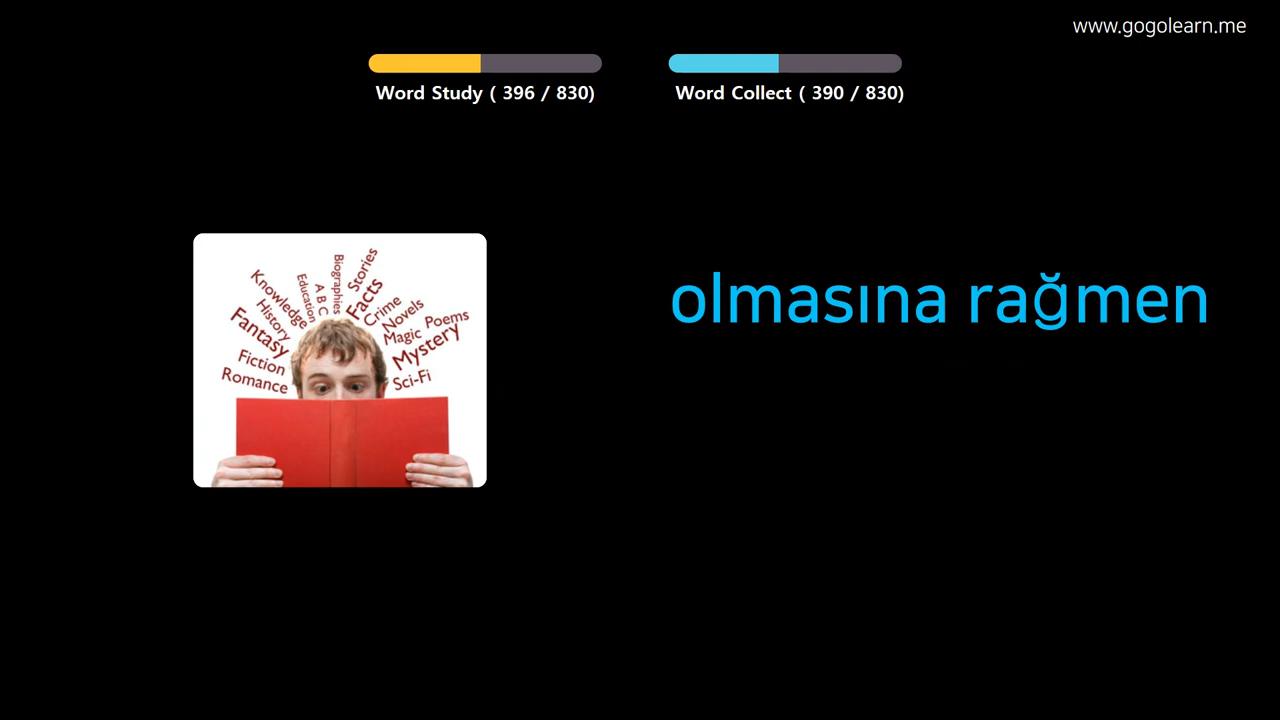 www.gogolearn.me
Word Study ( 396 / 830)
Word Collect ( 390 / 830)
olmasına rağmen
Stories
Biographies
Facts
A B C
Education
Crime
Knowledge
Novels
History
Poems
Magic
Fantasy
Mystery
Fiction
Sci-Fi
Romance